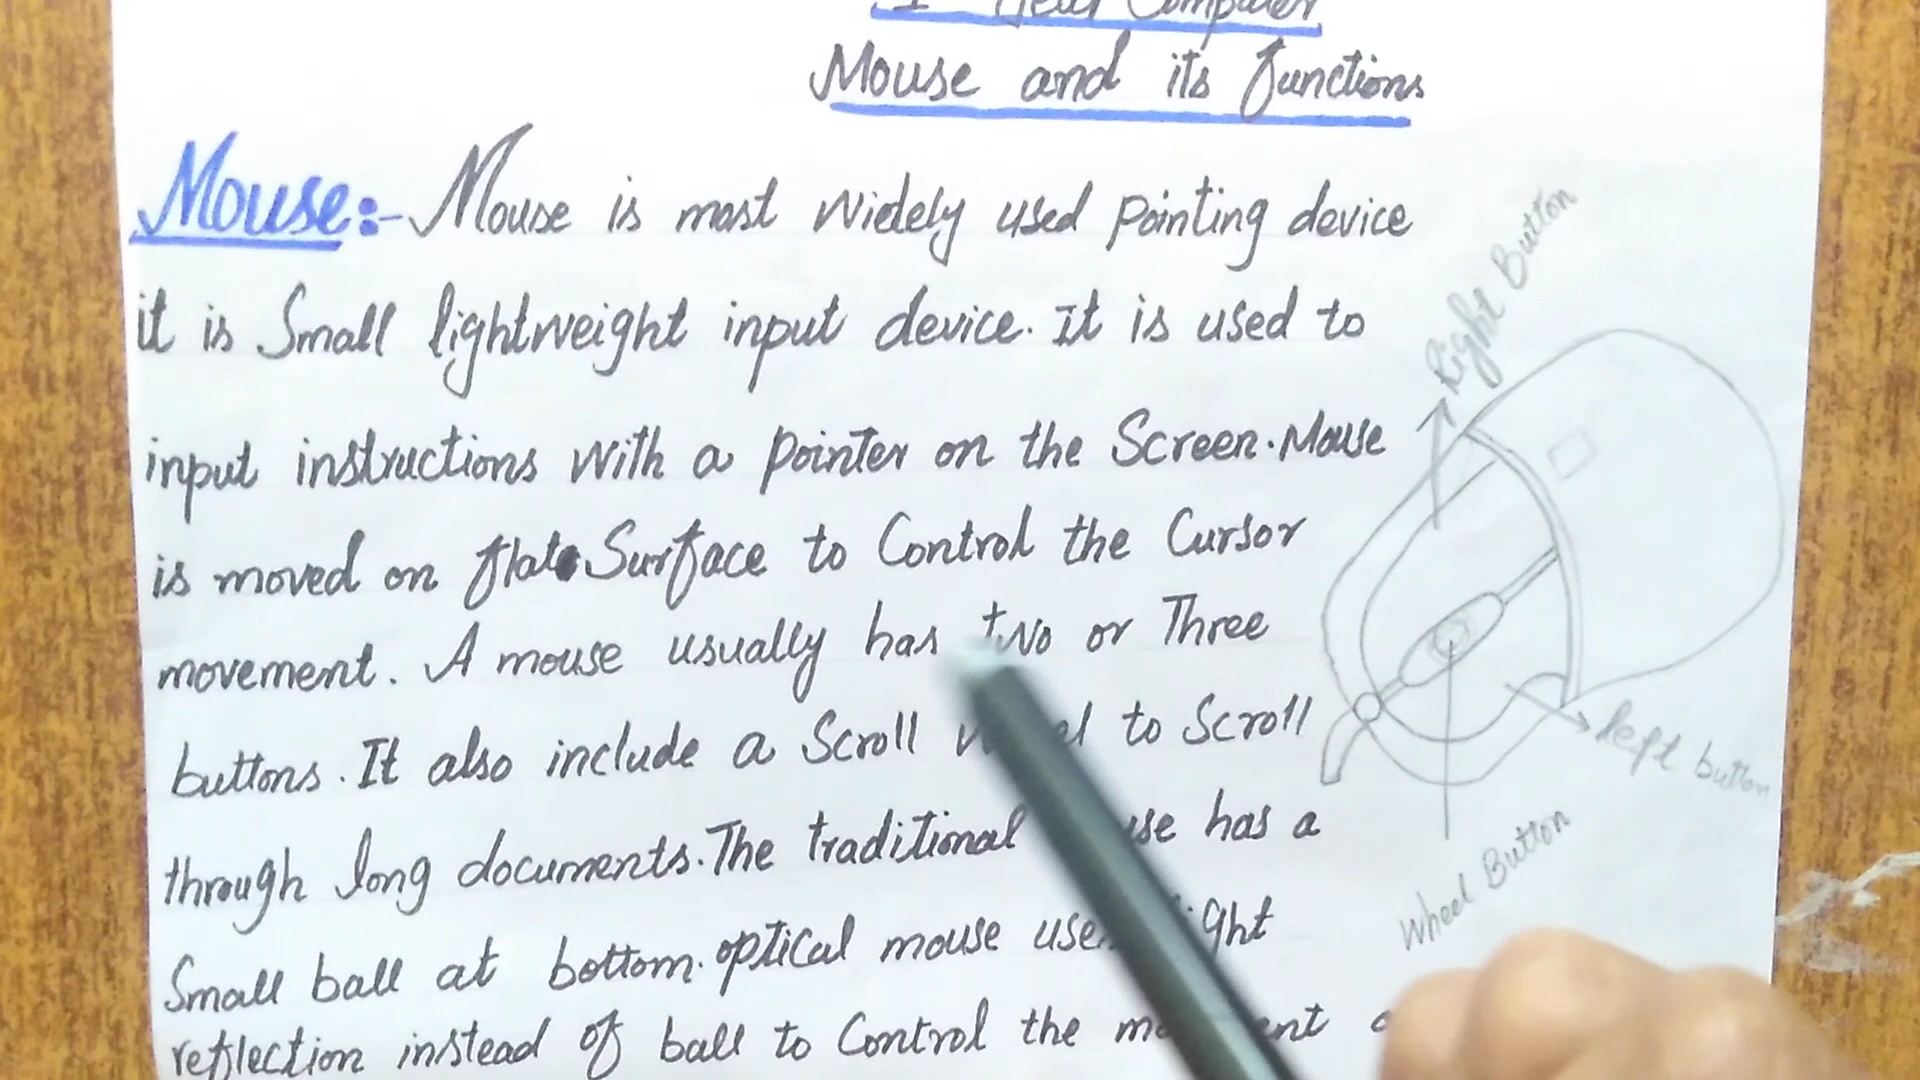 I Year Computer
Mouse and its functions
Mouse:- Mouse is most widely used pointing device
it is Small lightweight input device. It is used to
input instructions with a pointer on the Screen. Mouse
is moved on flat Surface to Control the Cursor
movement. A mouse usually has two or Three
buttons. It also include a Scroll to Scroll
through long documents. The traditional has a
Small ball at bottom. optical mouse light
reflection instead of ball to Control the
Right Button
left button
Wheel Button